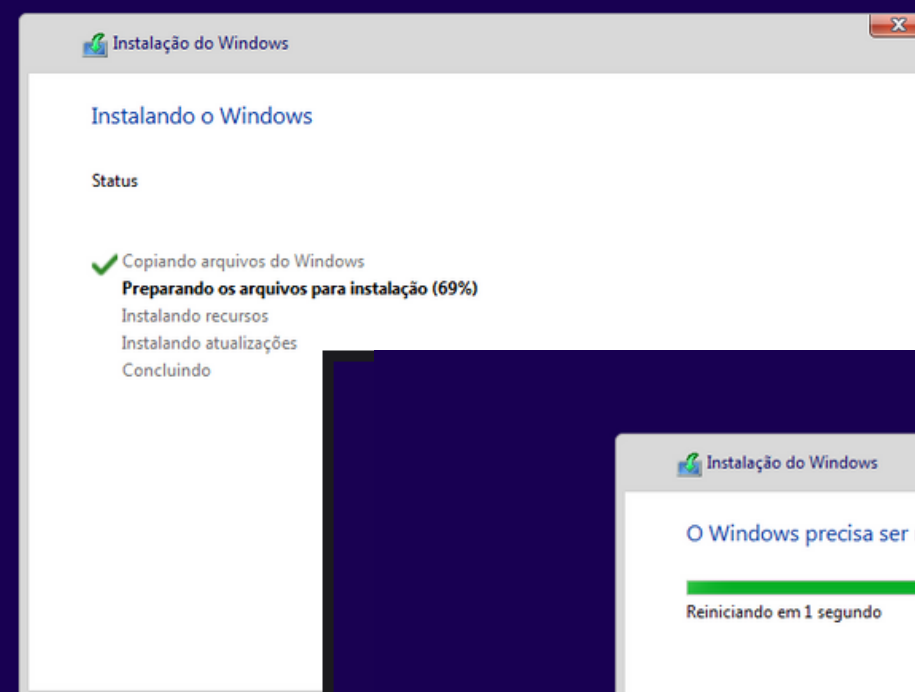 Instalação do Windows
Instalando o Windows
Status
Copiando arquivos do Windows
Preparando os arquivos para instalação (69%)
Instalando recursos
Instalando atualizações
Concluindo
Instalação do Windows
O Windows precisa ser
Reiniciando em 1 segundo